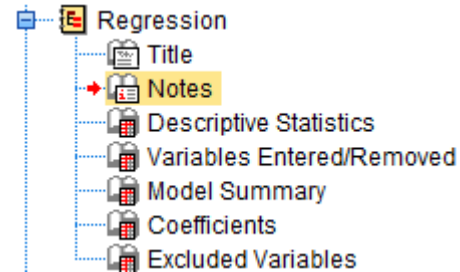 Regression
Title
Notes
Descriptive Statistics
Variables Entered/Removed
Model Summary
Coefficients
Excluded Variables